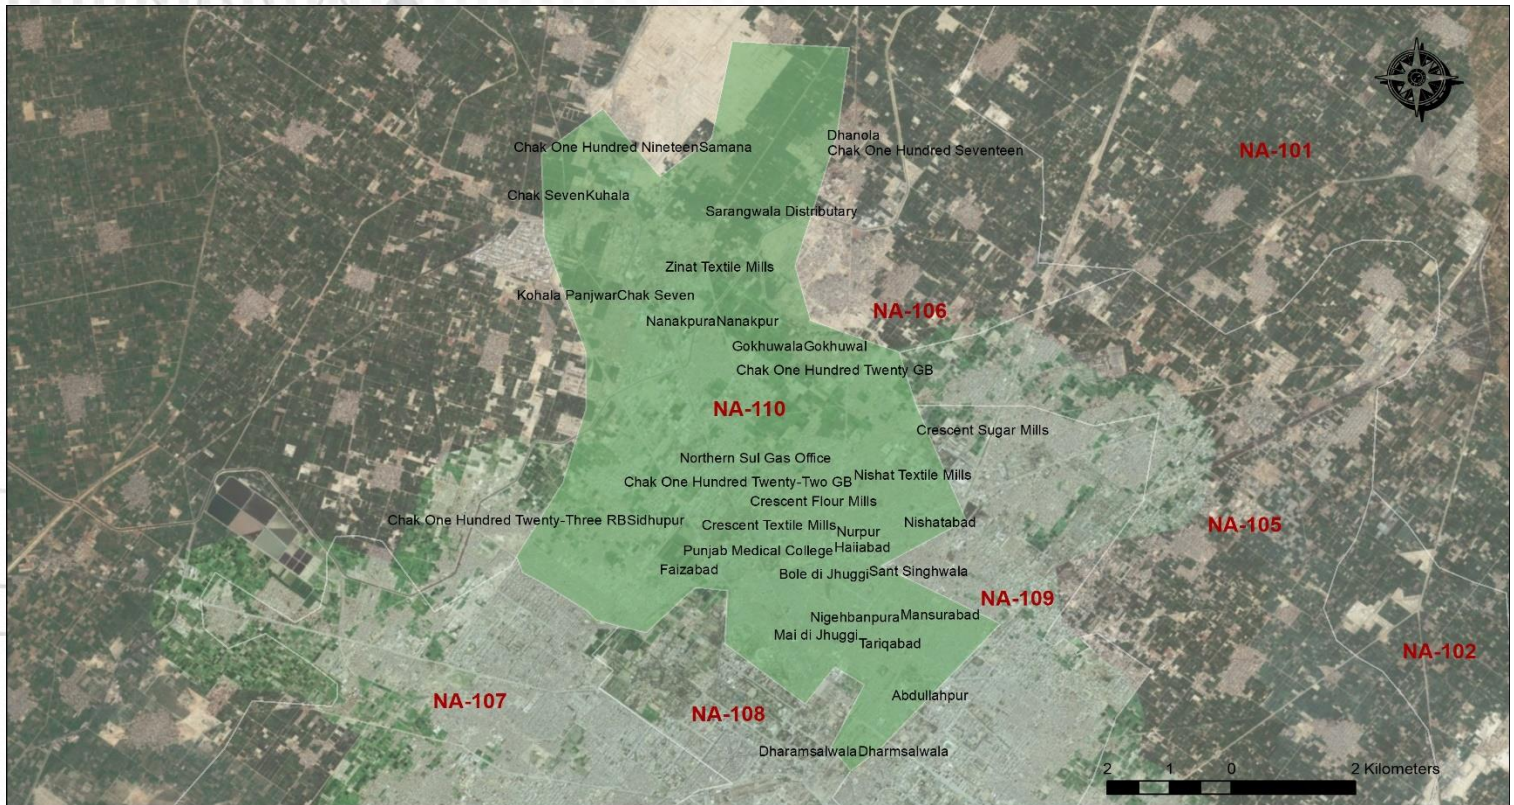 Dhanola
Chak One Hundred NineteenSamana
Chak One Hundred Seventeen
NA-101
Chak SevenKuhala
Sarangwala Distributary
Zinat Textile Mills
Kohala PanjwarChak Seven
NA-106
NanakpuraNanakpur
GokhuwalaGokhuwal
Chak One Hundred Twenty GB
NA-110
Crescent Sugar Mills
Northern Sul Gas Office
Nishat Textile Mills
Chak One Hundred Twenty-Two GB
Crescent Flour Mills
Chak One Hundred Twenty-Three RBSidhupur
Nishatabad
Crescent Textile Mills
NA-105
Nurpur
Haiiabad
Punjab Medical College
Faizabad
Bole di Jhuggi
Sant Singhwala
NA-109
Nigehbanpura
Mansurabad
Mai di Jhuggi
Tariqabad
NA-102
Abdullahpur
NA-107
NA-108
DharamsalwalaDharmsalwala
2 1 0 2 Kilometers